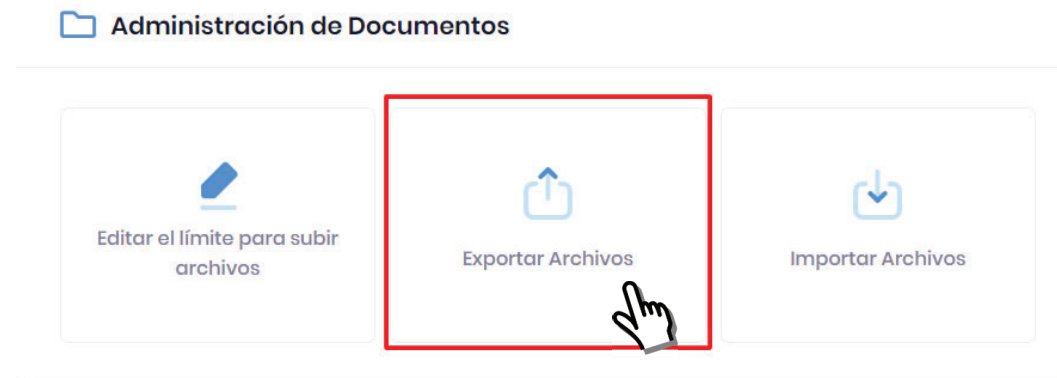 Administración de Documentos
Editar el límite para subir
archivos
Exportar Archivos
Importar Archivos